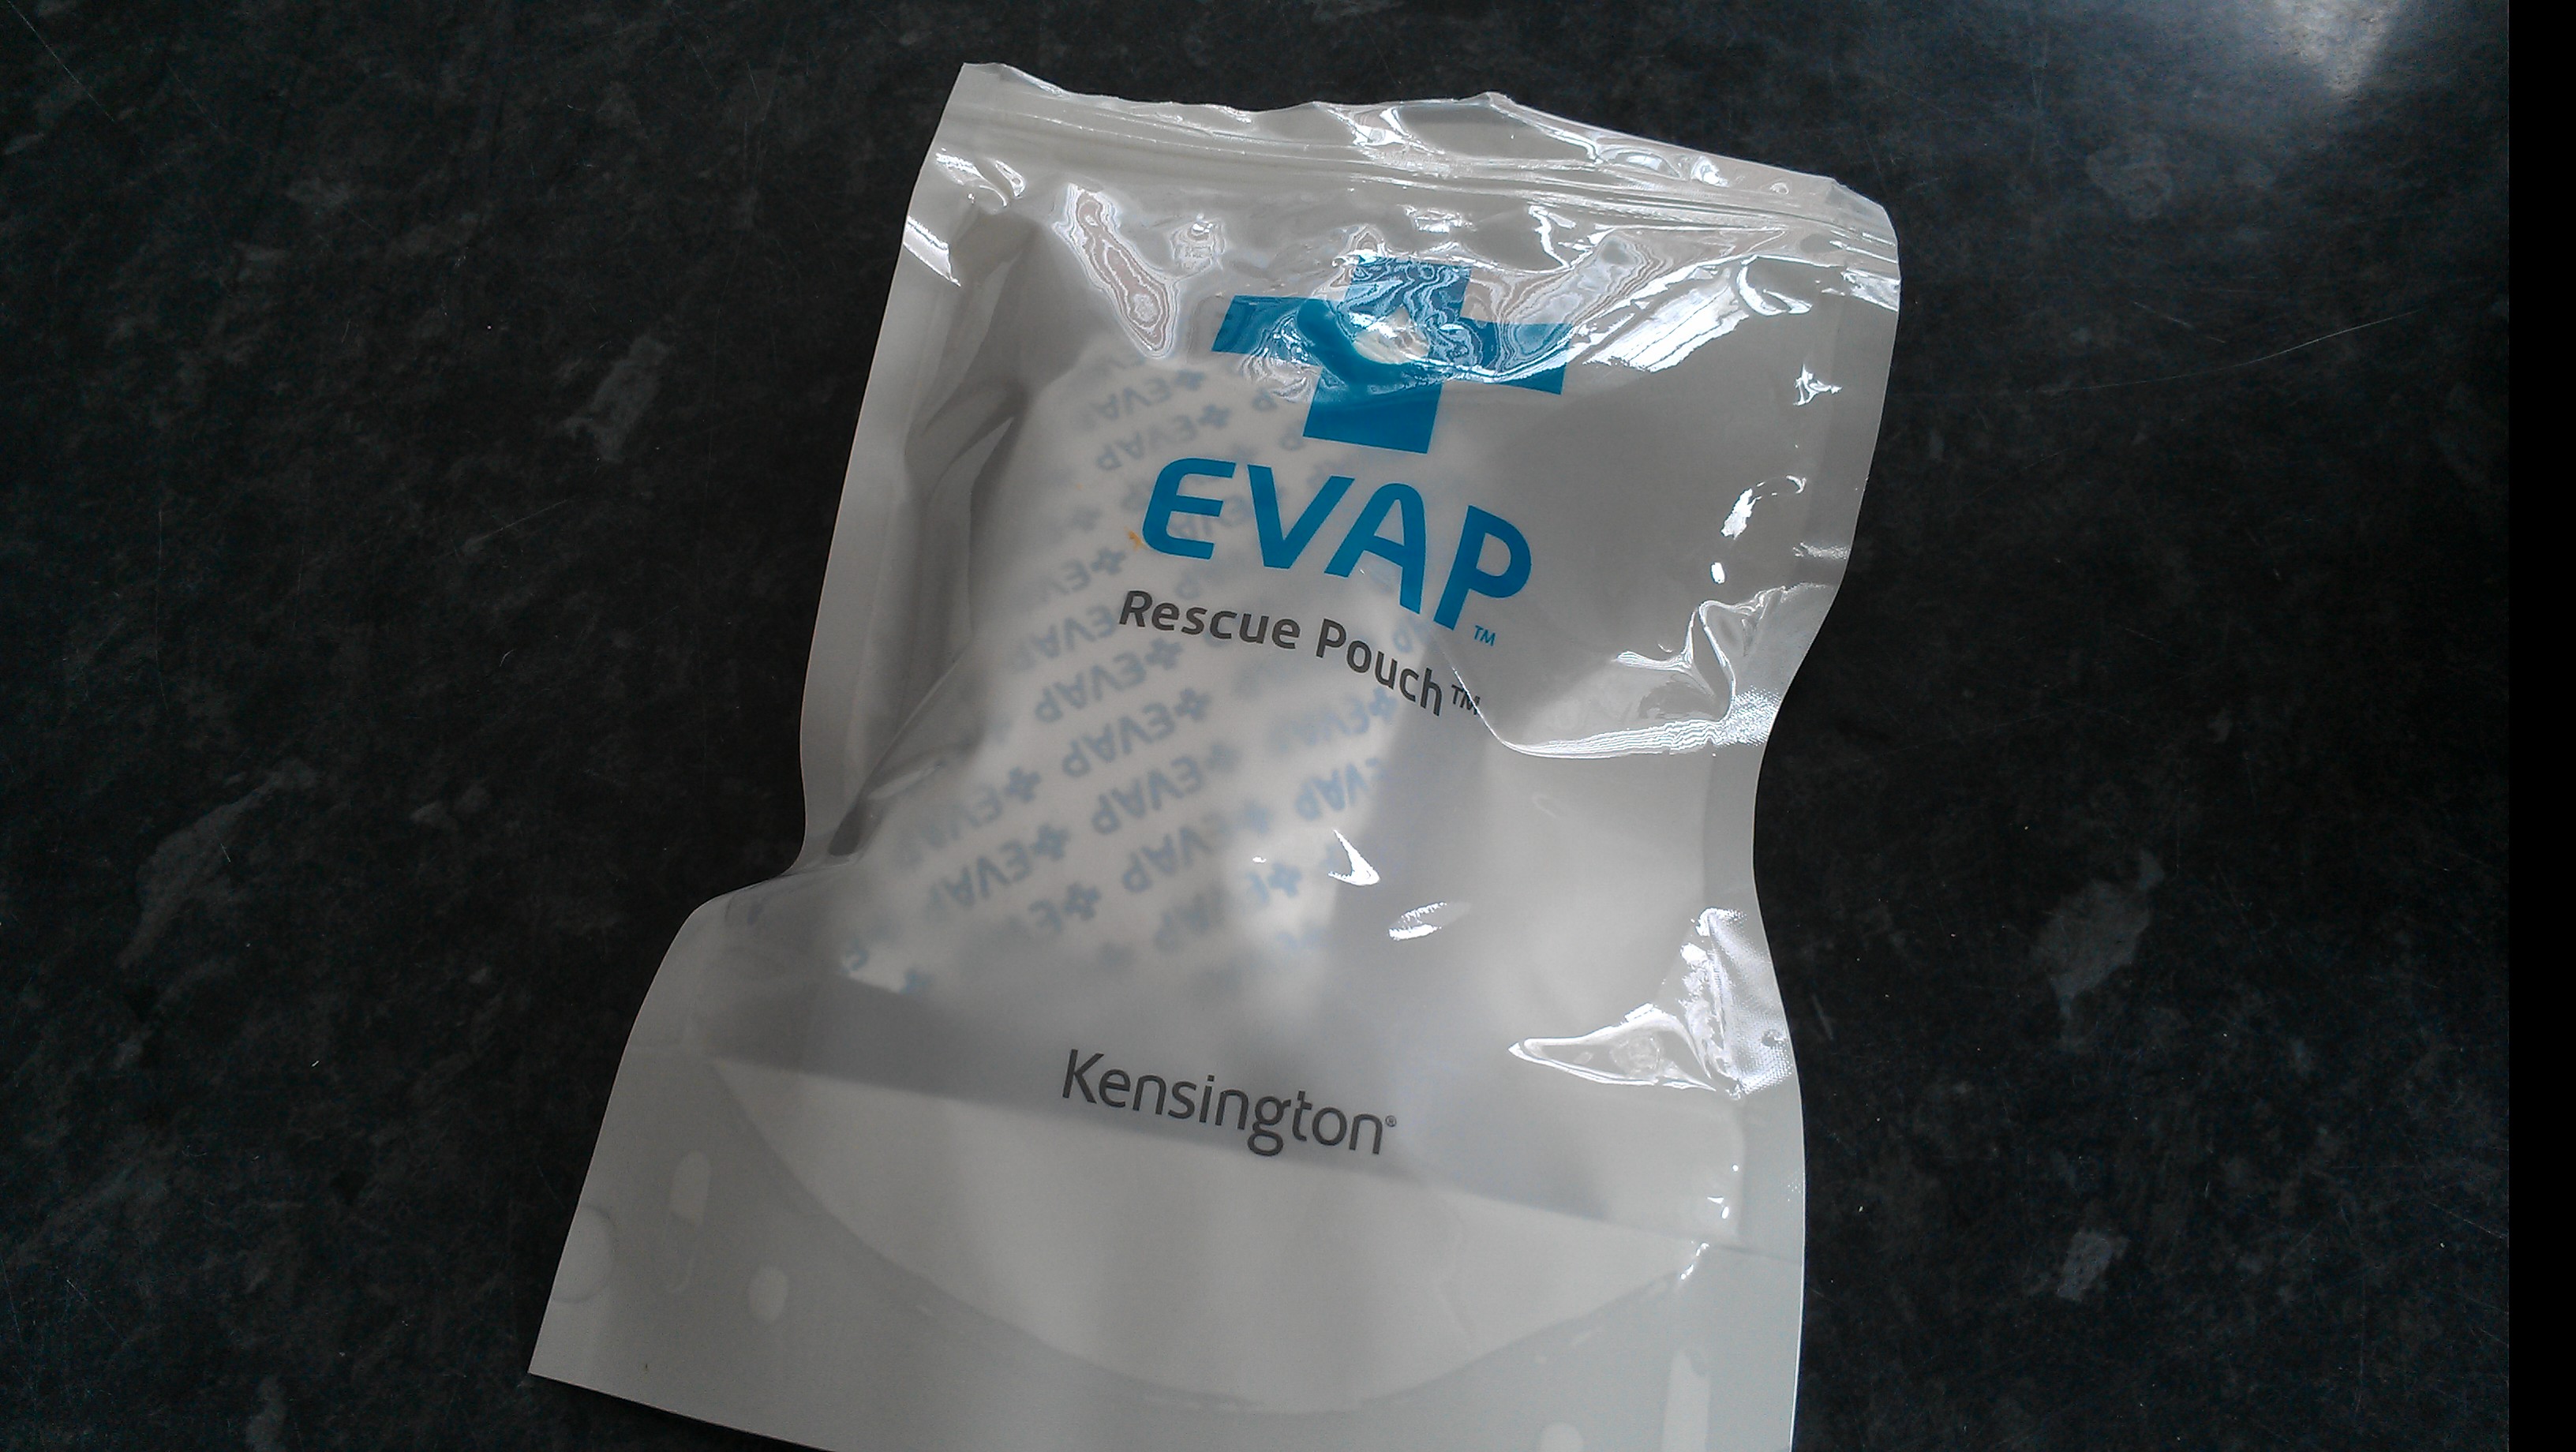 EVAP™
Rescue Pouch™
Kensington®